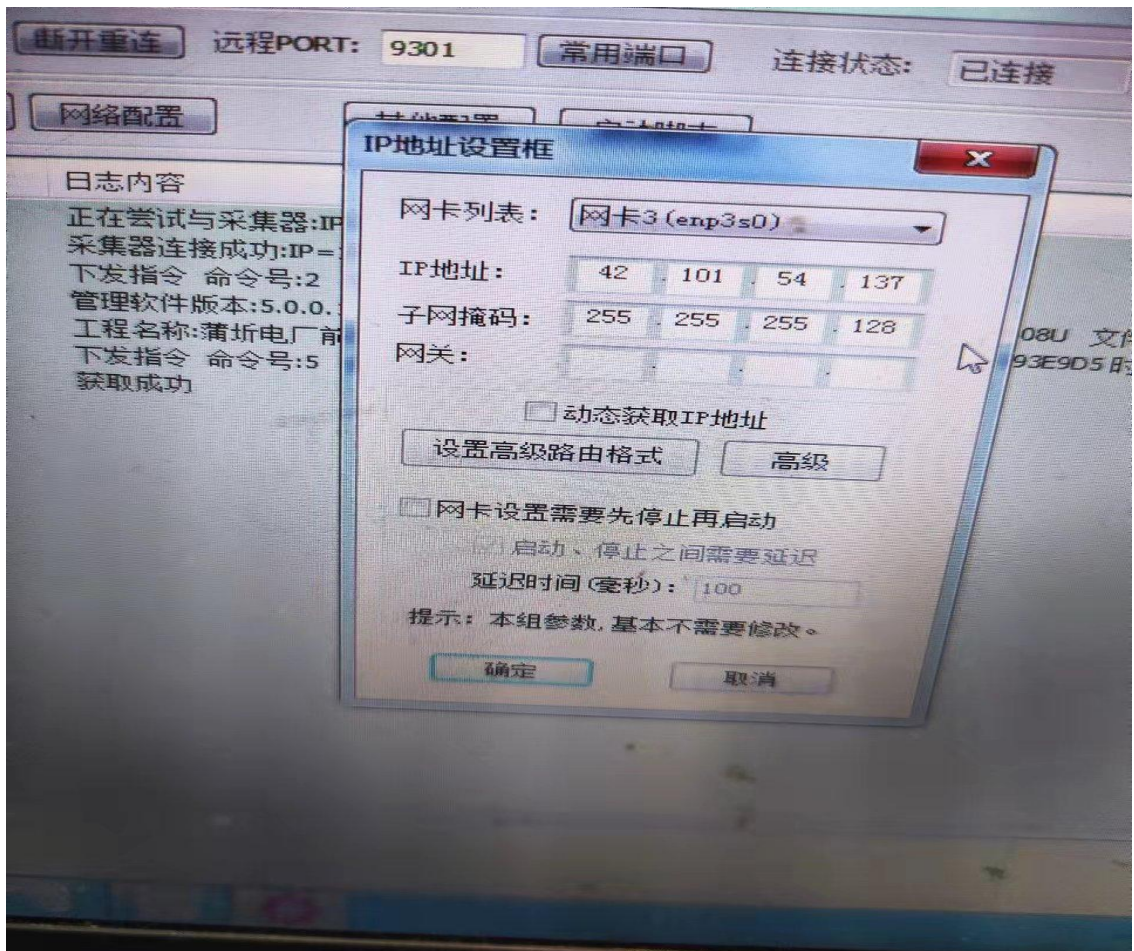 断开重连 远程PORT: 9301 常用端口 连接状态: 已连接
网络配置
IP地址设置框
日志内容
正在尝试与采集器:IP
采集器连接成功:IP=
下发指令 命令号:2
管理软件版本:5.0.0.
工程名称:蒲圻电厂前
下发指令 命令号:5
获取成功
网卡列表: 网卡3(enp3s0)
IP地址: 42 . 101 . 54 . 137
子网掩码: 255 . 255 . 255 . 128
网关: . . .
动态获取IP地址
设置高级路由格式 高级
网卡设置需要先停止再启动
启动、停止之间需要延迟
延迟时间(毫秒): 100
提示: 本组参数,基本不需要修改。
确定 取消
08U 文件
93E9D5时